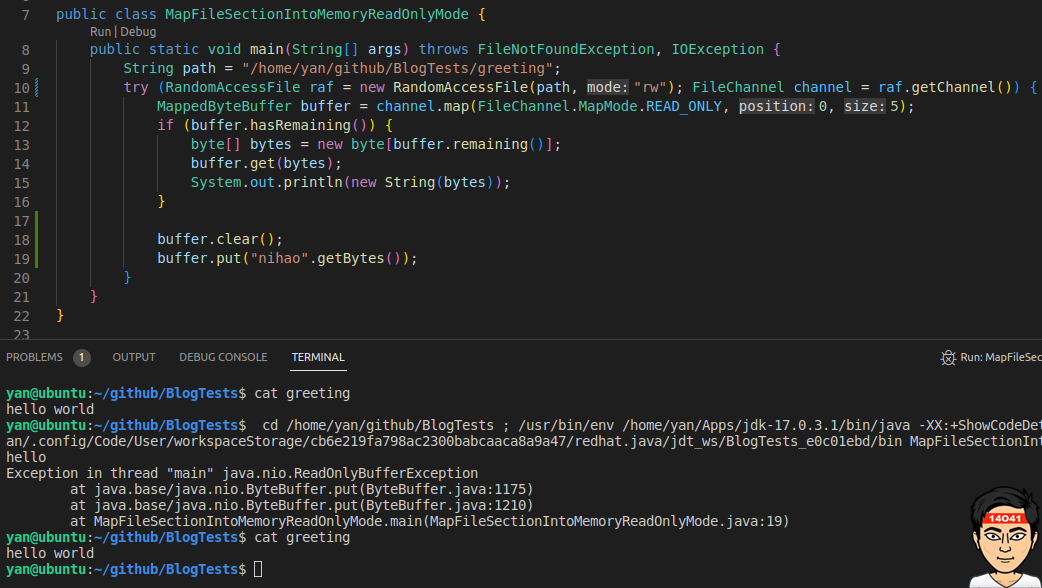 7 public class MapFileSectionIntoMemoryReadOnlyMode {
Run | Debug
8 public static void main(String[] args) throws FileNotFoundException, IOException {
9 String path = "/home/yan/github/BlogTests/greeting";
10 try (RandomAccessFile raf = new RandomAccessFile(path, mode: "rw"); FileChannel channel = raf.getChannel()) {
11 MappedByteBuffer buffer = channel.map(FileChannel.MapMode.READ_ONLY, position: 0, size: 5);
12 if (buffer.hasRemaining()) {
13 byte[] bytes = new byte[buffer.remaining()];
14 buffer.get(bytes);
15 System.out.println(new String(bytes));
16 }
17
18 buffer.clear();
19 buffer.put("nihao".getBytes());
20 }
21 }
22 }
23
PROBLEMS 1 OUTPUT DEBUG CONSOLE TERMINAL Run: MapFileSec
yan@ubuntu:~/github/BlogTests$ cat greeting
hello world
yan@ubuntu:~/github/BlogTests$ cd /home/yan/github/BlogTests ; /usr/bin/env /home/yan/Apps/jdk-17.0.3.1/bin/java -XX:+ShowCodeDet
an/.config/Code/User/workspaceStorage/cb6e219fa798ac2300babcaaca8a9a47/redhat.java/jdt_ws/BlogTests_e0c01ebd/bin MapFileSectionInt
hello
Exception in thread "main" java.nio.ReadOnlyBufferException
at java.base/java.nio.ByteBuffer.put(ByteBuffer.java:1175)
at java.base/java.nio.ByteBuffer.put(ByteBuffer.java:1210)
at MapFileSectionIntoMemoryReadOnlyMode.main(MapFileSectionIntoMemoryReadOnlyMode.java:19)
yan@ubuntu:~/github/BlogTests$ cat greeting
hello world
yan@ubuntu:~/github/BlogTests$
14041